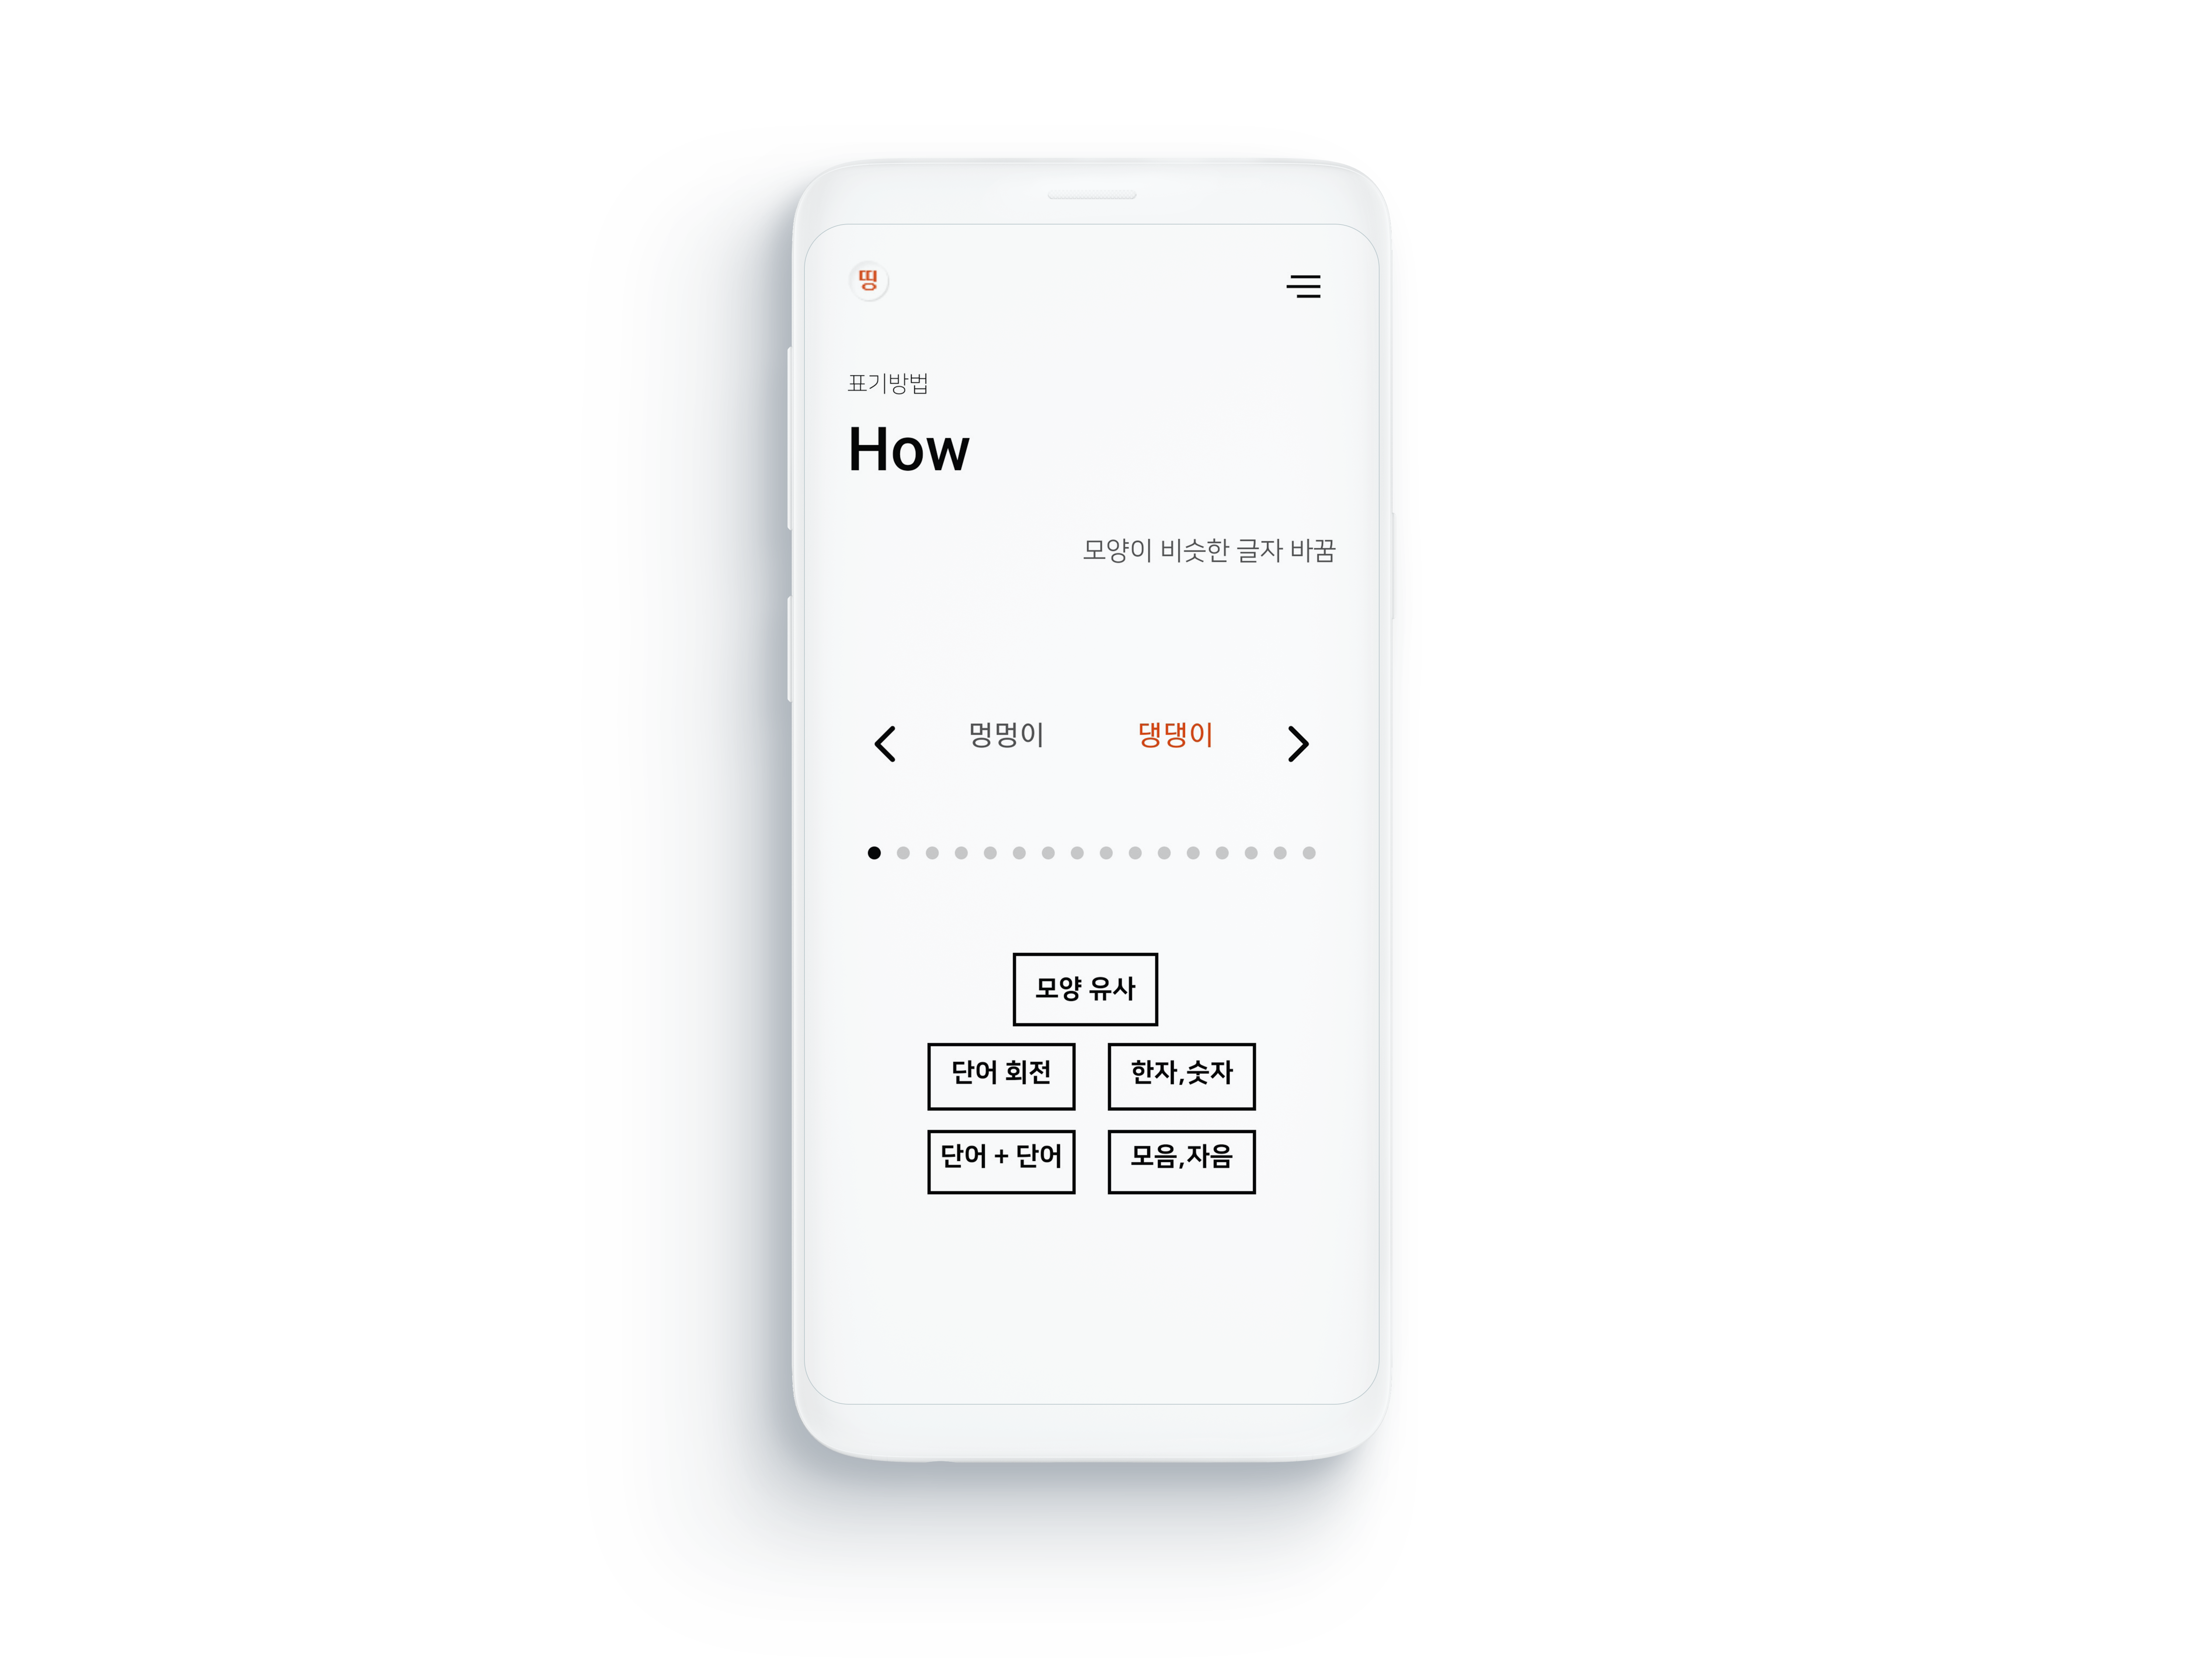 띵
표기방법
How
모양이 비슷한 글자 바꿈
멍멍이 댕댕이
모양 유사
단어 회전 한자,숫자
단어 + 단어 모음,자음